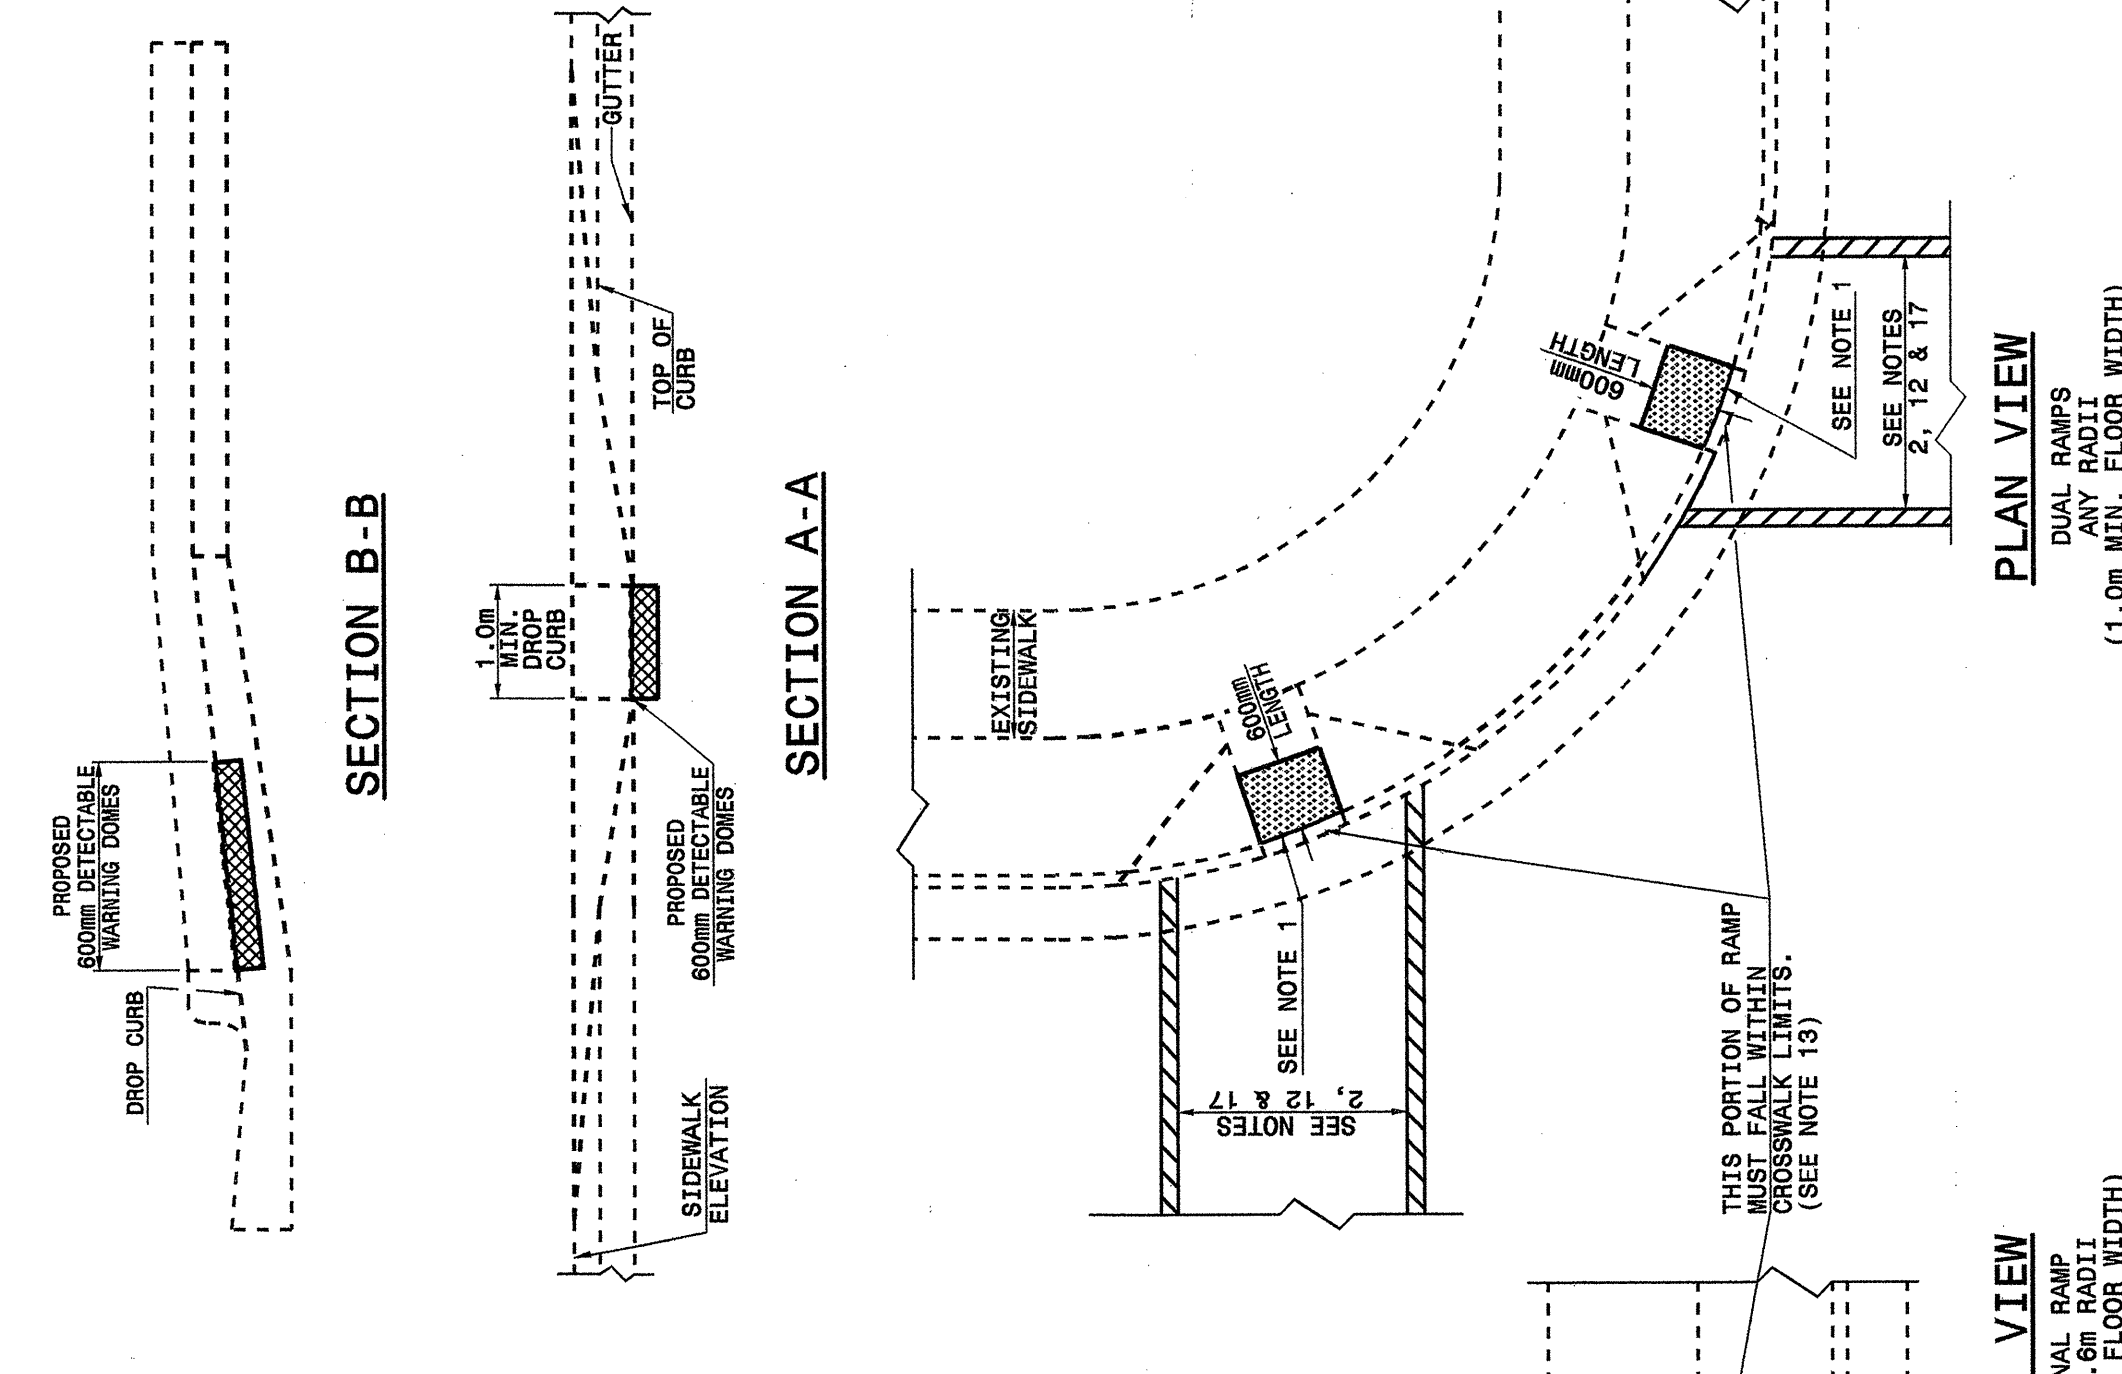 PROPOSED
600mm DETECTABLE
WARNING DOMES
DROP CURB
SECTION B-B
1.0m
MIN.
DROP
CURB
GUTTER
TOP OF
CURB
PROPOSED
600mm DETECTABLE
WARNING DOMES
SIDEWALK
ELEVATION
SECTION A-A
EXISTING
SIDEWALK
600mm
LENGTH
SEE NOTE 1
SEE NOTES
2, 12 & 17
600mm
LENGTH
SEE NOTE 1
SEE NOTES
2, 12 & 17
THIS PORTION OF RAMP
MUST FALL WITHIN
CROSSWALK LIMITS.
(SEE NOTE 13)
PLAN VIEW
DUAL RAMPS
ANY RADII
(1.0m MIN. FLOOR WIDTH)
VIEW
NAL RAMP
.6m RADII
FLOOR WIDTH)